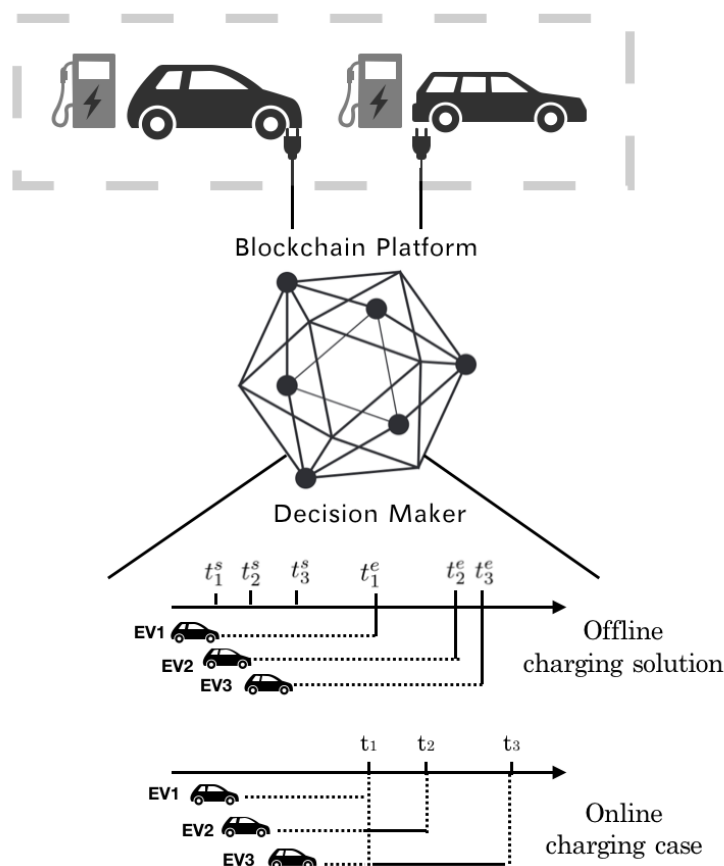 Blockchain Platform
Decision Maker
t₁ˢ t₂ˢ t₃ˢ t₁ᵉ t₂ᵉ t₃ᵉ
EV1
EV2
EV3
Offline
charging solution
t₁ t₂ t₃
EV1
EV2
EV3
Online
charging case